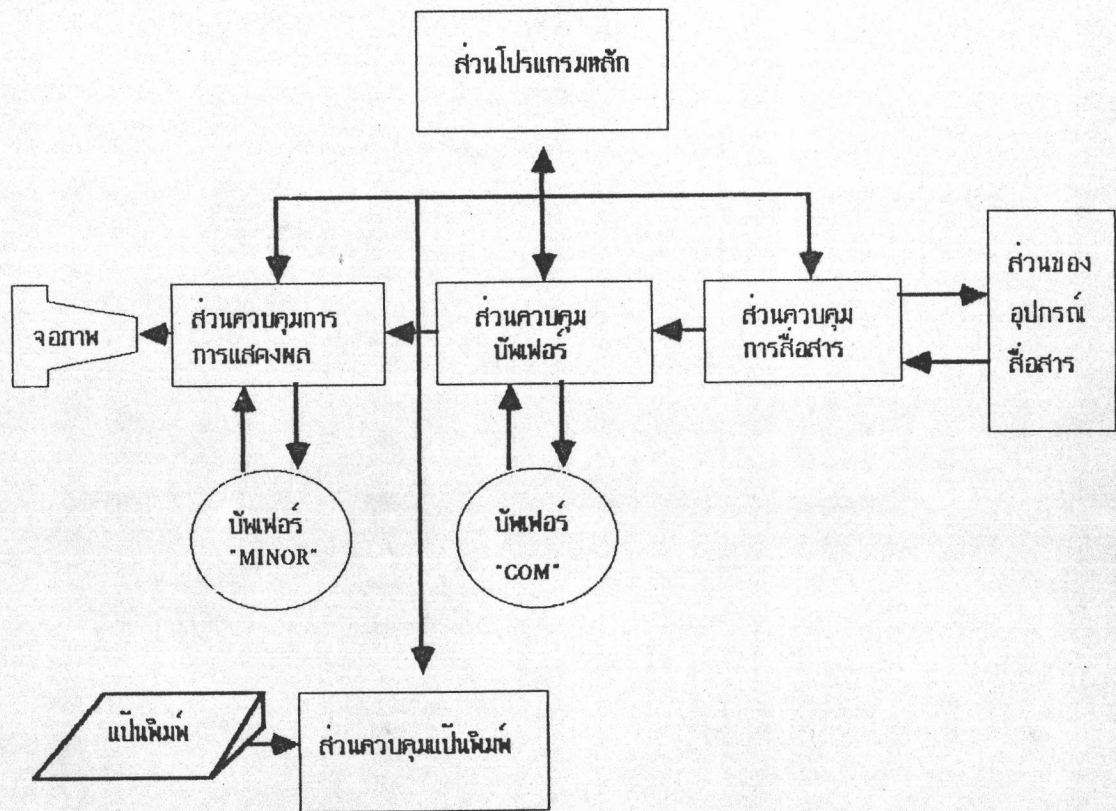 ส่วนโปรแกรมหลัก
ส่วนของ
อุปกรณ์
สื่อสาร
จอภาพ
ส่วนควบคุมการ
การแสดงผล
ส่วนควบคุม
บัพเฟอร์
ส่วนควบคุม
การสื่อสาร
บัพเฟอร์
"MINOR"
บัพเฟอร์
"COM"
แป้นพิมพ์
ส่วนควบคุมแป้นพิมพ์